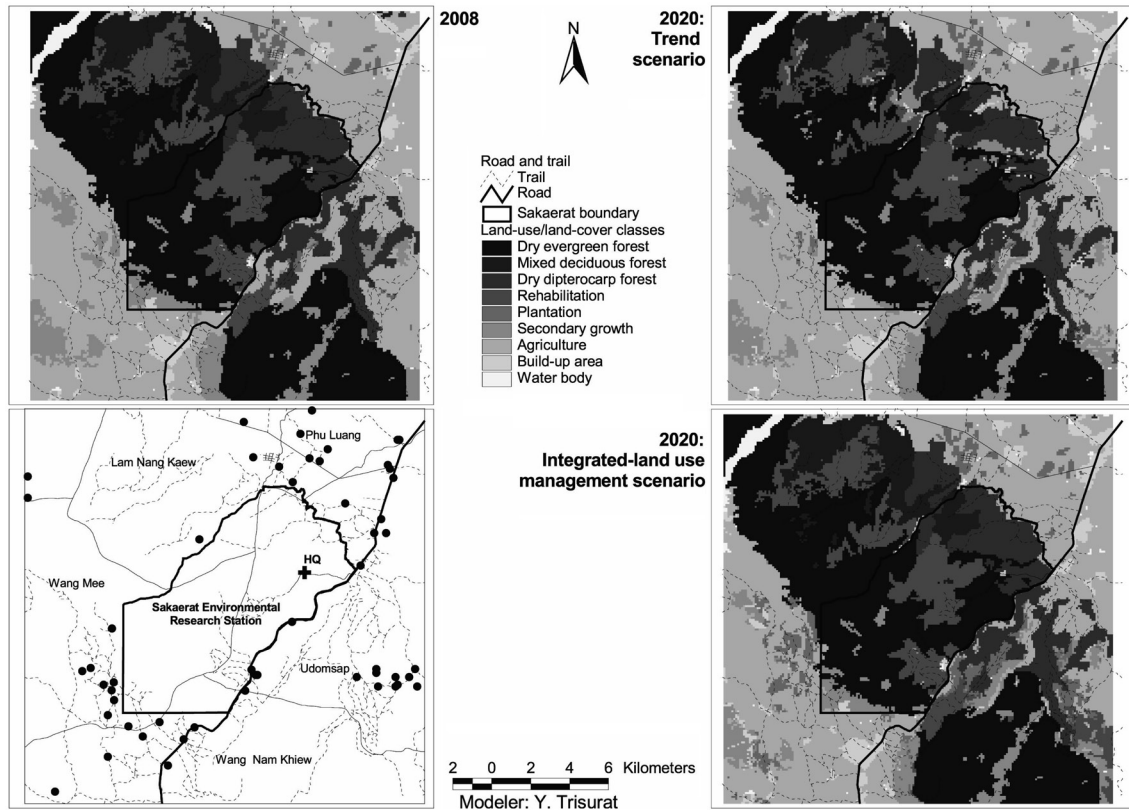 2008
N
2020:
Trend
scenario
Road and trail
Trail
Road
Sakaerat boundary
Land-use/land-cover classes
Dry evergreen forest
Mixed deciduous forest
Dry dipterocarp forest
Rehabilitation
Plantation
Secondary growth
Agriculture
Build-up area
Water body
Phu Luang
Lam Nang Kaew
HQ
Wang Mee
Sakaerat Environmental
Research Station
Udomsap
Wang Nam Khiew
2020:
Integrated-land use
management scenario
2 0 2 4 6 Kilometers
Modeler: Y. Trisurat